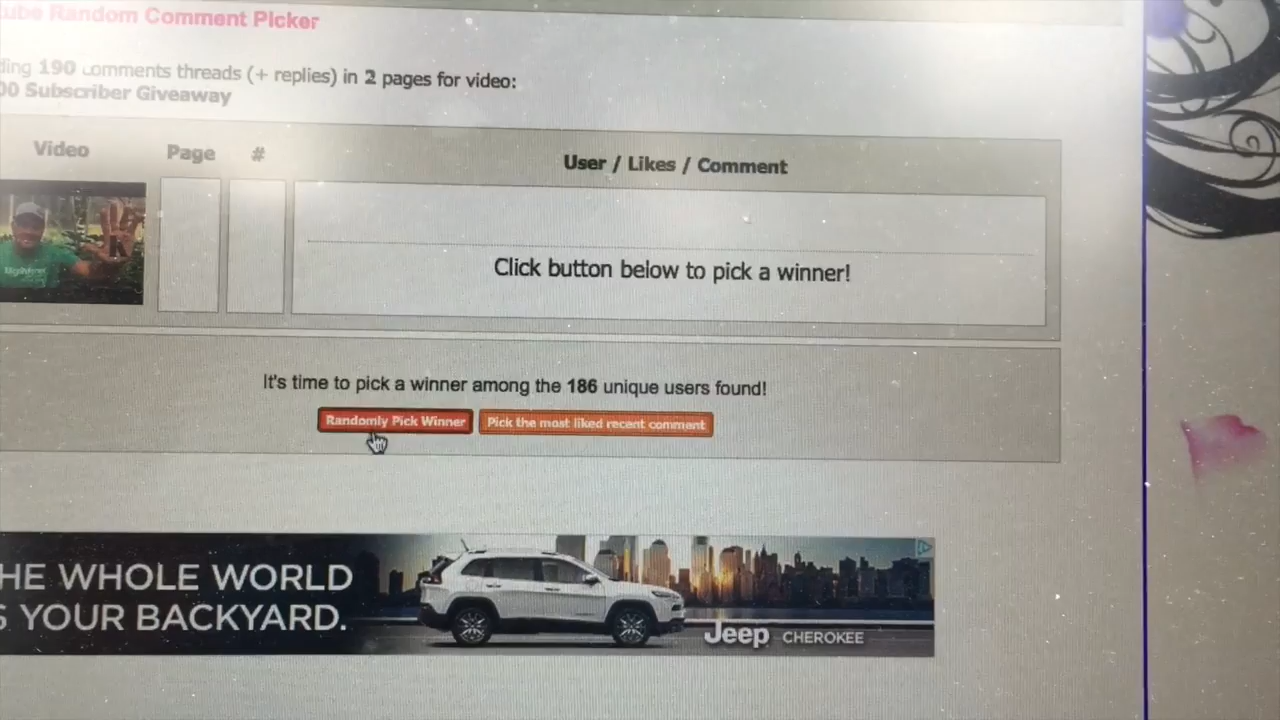 Random Comment Picker
190 comments threads (+ replies) in 2 pages for video:
Subscriber Giveaway
Video
Page
#
User / Likes / Comment
Click button below to pick a winner!
It's time to pick a winner among the 186 unique users found!
Randomly Pick Winner
Pick the most liked recent comment
HE WHOLE WORLD
S YOUR BACKYARD.
Jeep CHEROKEE